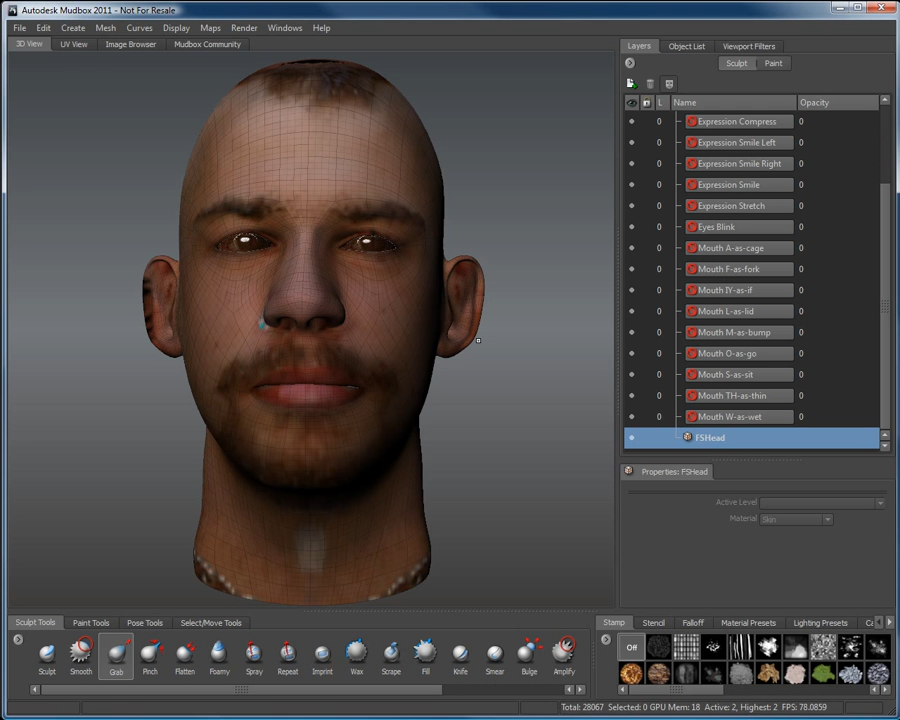 Autodesk Mudbox 2011 - Not For Resale
File Edit Create Mesh Curves Display Maps Render Windows Help
3D View UV View Image Browser Mudbox Community
Layers Object List Viewport Filters
Sculpt Paint
L Name Opacity
0 Expression Compress 0
0 Expression Smile Left 0
0 Expression Smile Right 0
0 Expression Smile 0
0 Expression Stretch 0
0 Eyes Blink 0
0 Mouth A-as-cage 0
0 Mouth F-as-fork 0
0 Mouth IY-as-if 0
0 Mouth L-as-lid 0
0 Mouth M-as-bump 0
0 Mouth O-as-go 0
0 Mouth S-as-sit 0
0 Mouth TH-as-thin 0
0 Mouth W-as-wet 0
FSHead
Properties: FSHead
Active Level
Material Skin
Sculpt Tools Paint Tools Pose Tools Select/Move Tools
Stamp Stencil Falloff Material Presets Lighting Presets Ca
Off
Sculpt Smooth Grab Pinch Flatten Foamy Spray Repeat Imprint Wax Scrape Fill Knife Smear Bulge Amplify
Total: 28067 Selected: 0 GPU Mem: 18 Active: 2, Highest: 2 FPS: 78.0859